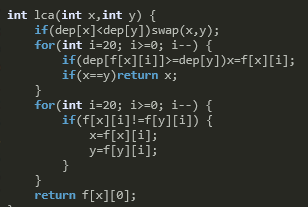 int lca(int x,int y) {
    if(dep[x]<dep[y])swap(x,y);
    for(int i=20; i>=0; i--) {
        if(dep[f[x][i]]>=dep[y])x=f[x][i];
        if(x==y)return x;
    }
    for(int i=20; i>=0; i--) {
        if(f[x][i]!=f[y][i]) {
            x=f[x][i];
            y=f[y][i];
        }
    }
    return f[x][0];